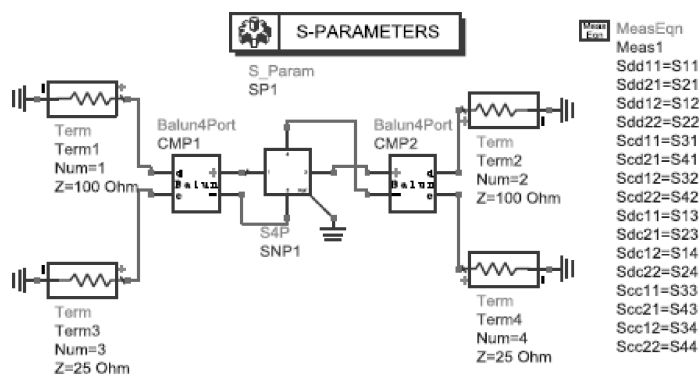 S-PARAMETERS
S_Param
SP1
Meas
Eqn
MeasEqn
Meas1
Sdd11=S11
Sdd21=S21
Sdd12=S12
Sdd22=S22
Scd11=S31
Scd21=S41
Scd12=S32
Scd22=S42
Sdc11=S13
Sdc21=S23
Sdc12=S14
Sdc22=S24
Scc11=S33
Scc21=S43
Scc12=S34
Scc22=S44
Term
Term1
Num=1
Z=100 Ohm
Balun4Port
CMP1
d
Balun
c
+
−
S4P
SNP1
Balun4Port
CMP2
+
Balun
−
d
c
Term
Term2
Num=2
Z=100 Ohm
Term
Term3
Num=3
Z=25 Ohm
Term
Term4
Num=4
Z=25 Ohm